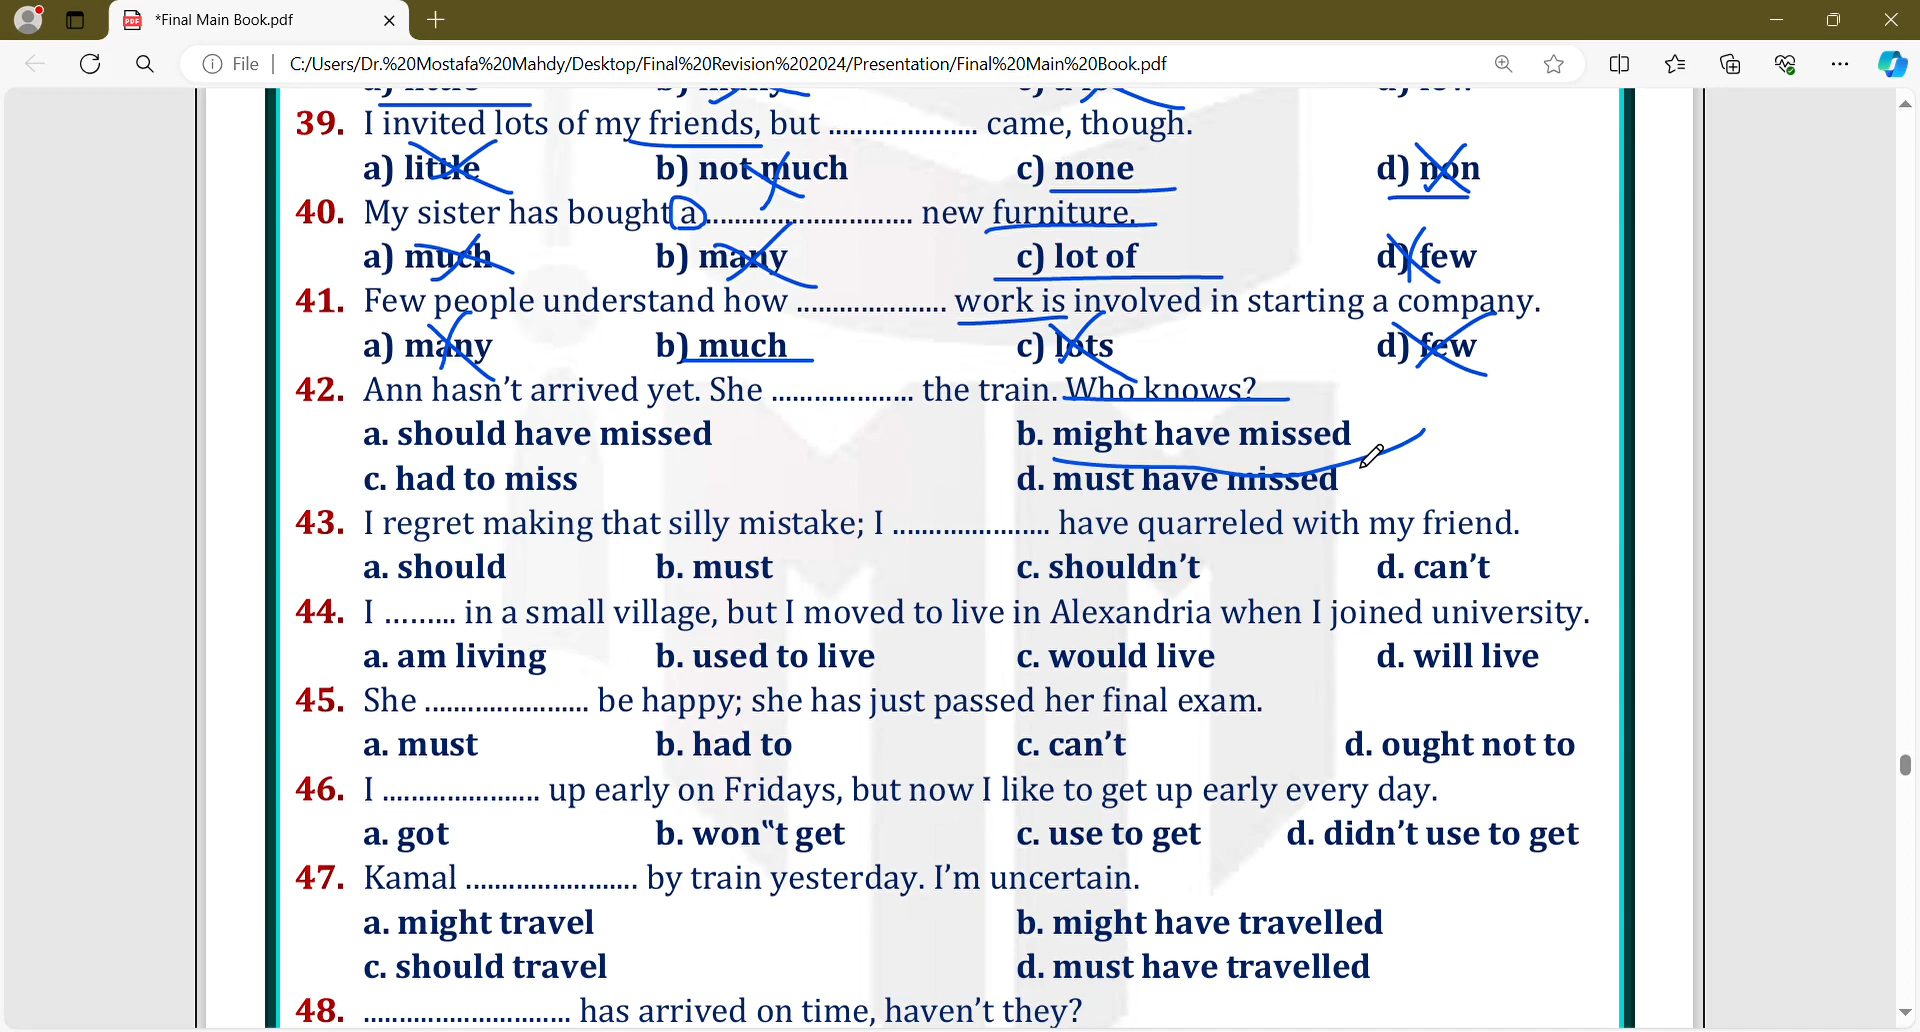 *Final Main Book.pdf
File C:/Users/Dr.%20Mostafa%20Mahdy/Desktop/Final%20Revision%202024/Presentation/Final%20Main%20Book.pdf
39. I invited lots of my friends, but ..................... came, though.
a) little b) not much c) none d) non
40. My sister has bought a ............................. new furniture.
a) much b) many c) lot of d) few
41. Few people understand how ..................... work is involved in starting a company.
a) many b) much c) lots d) few
42. Ann hasn't arrived yet. She .................... the train. Who knows?
a. should have missed b. might have missed
c. had to miss d. must have missed
43. I regret making that silly mistake; I ...................... have quarreled with my friend.
a. should b. must c. shouldn't d. can't
44. I .......... in a small village, but I moved to live in Alexandria when I joined university.
a. am living b. used to live c. would live d. will live
45. She ....................... be happy; she has just passed her final exam.
a. must b. had to c. can't d. ought not to
46. I ...................... up early on Fridays, but now I like to get up early every day.
a. got b. won‟t get c. use to get d. didn't use to get
47. Kamal ........................ by train yesterday. I'm uncertain.
a. might travel b. might have travelled
c. should travel d. must have travelled
48. ............................. has arrived on time, haven't they?